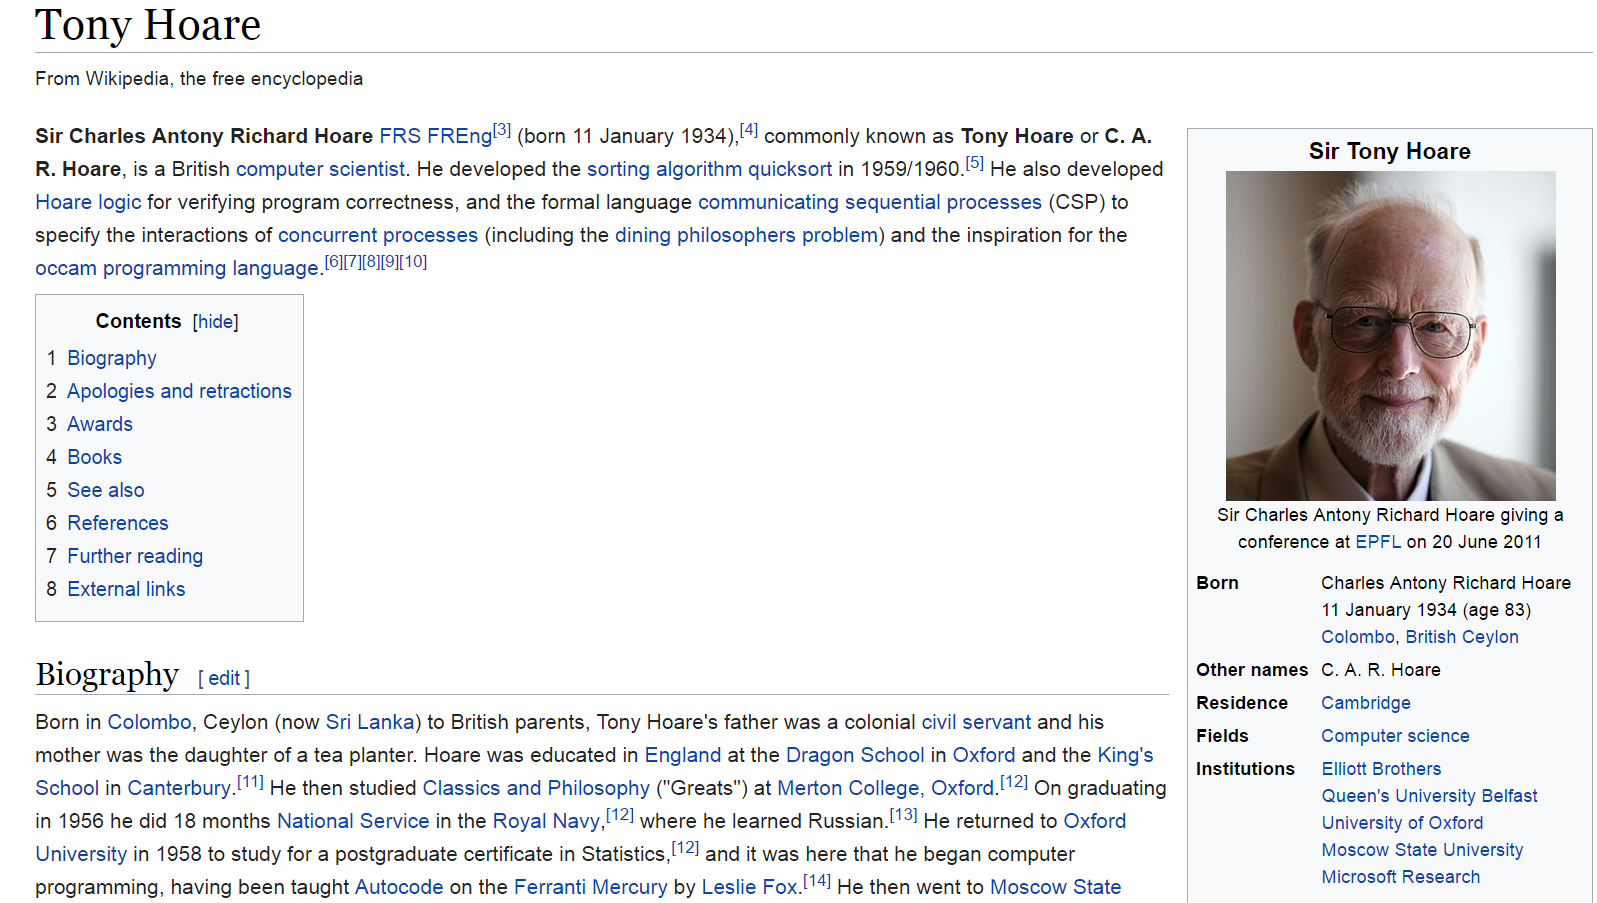 Tony Hoare
From Wikipedia, the free encyclopedia
Sir Charles Antony Richard Hoare FRS FREng[3] (born 11 January 1934),[4] commonly known as Tony Hoare or C. A.
R. Hoare, is a British computer scientist. He developed the sorting algorithm quicksort in 1959/1960.[5] He also developed
Hoare logic for verifying program correctness, and the formal language communicating sequential processes (CSP) to
specify the interactions of concurrent processes (including the dining philosophers problem) and the inspiration for the
occam programming language.[6][7][8][9][10]
Contents [hide]
1 Biography
2 Apologies and retractions
3 Awards
4 Books
5 See also
6 References
7 Further reading
8 External links
Biography [ edit ]
Born in Colombo, Ceylon (now Sri Lanka) to British parents, Tony Hoare's father was a colonial civil servant and his
mother was the daughter of a tea planter. Hoare was educated in England at the Dragon School in Oxford and the King's
School in Canterbury.[11] He then studied Classics and Philosophy ("Greats") at Merton College, Oxford.[12] On graduating
in 1956 he did 18 months National Service in the Royal Navy,[12] where he learned Russian.[13] He returned to Oxford
University in 1958 to study for a postgraduate certificate in Statistics,[12] and it was here that he began computer
programming, having been taught Autocode on the Ferranti Mercury by Leslie Fox.[14] He then went to Moscow State
Sir Tony Hoare
Sir Charles Antony Richard Hoare giving a
conference at EPFL on 20 June 2011
Born Charles Antony Richard Hoare
11 January 1934 (age 83)
Colombo, British Ceylon
Other names C. A. R. Hoare
Residence Cambridge
Fields Computer science
Institutions Elliott Brothers
Queen's University Belfast
University of Oxford
Moscow State University
Microsoft Research